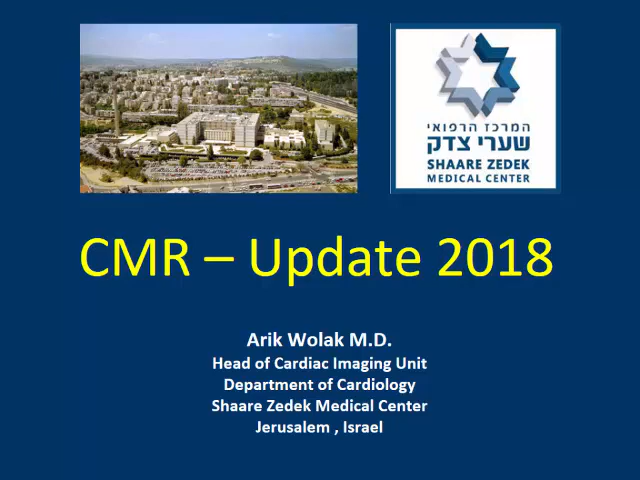 המרכז הרפואי
שערי צדק
SHAARE ZEDEK
MEDICAL CENTER
CMR – Update 2018
Arik Wolak M.D.
Head of Cardiac Imaging Unit
Department of Cardiology
Shaare Zedek Medical Center
Jerusalem , Israel